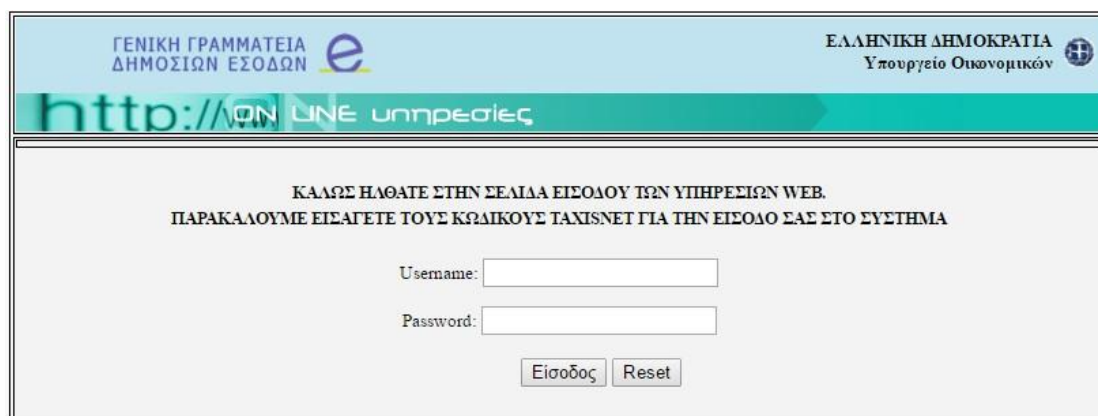 ΓΕΝΙΚΗ ΓΡΑΜΜΑΤΕΙΑ
ΔΗΜΟΣΙΩΝ ΕΣΟΔΩΝ
e
ΕΛΛΗΝΙΚΗ ΔΗΜΟΚΡΑΤΙΑ
Υπουργείο Οικονομικών
http://www
ON LINE υπηρεσίες
ΚΑΛΩΣ ΗΛΘΑΤΕ ΣΤΗΝ ΣΕΛΙΔΑ ΕΙΣΟΔΟΥ ΤΩΝ ΥΠΗΡΕΣΙΩΝ WEB.
ΠΑΡΑΚΑΛΟΥΜΕ ΕΙΣΑΓΕΤΕ ΤΟΥΣ ΚΩΔΙΚΟΥΣ TAXISNET ΓΙΑ ΤΗΝ ΕΙΣΟΔΟ ΣΑΣ ΣΤΟ ΣΥΣΤΗΜΑ
Username:
Password:
Είσοδος Reset